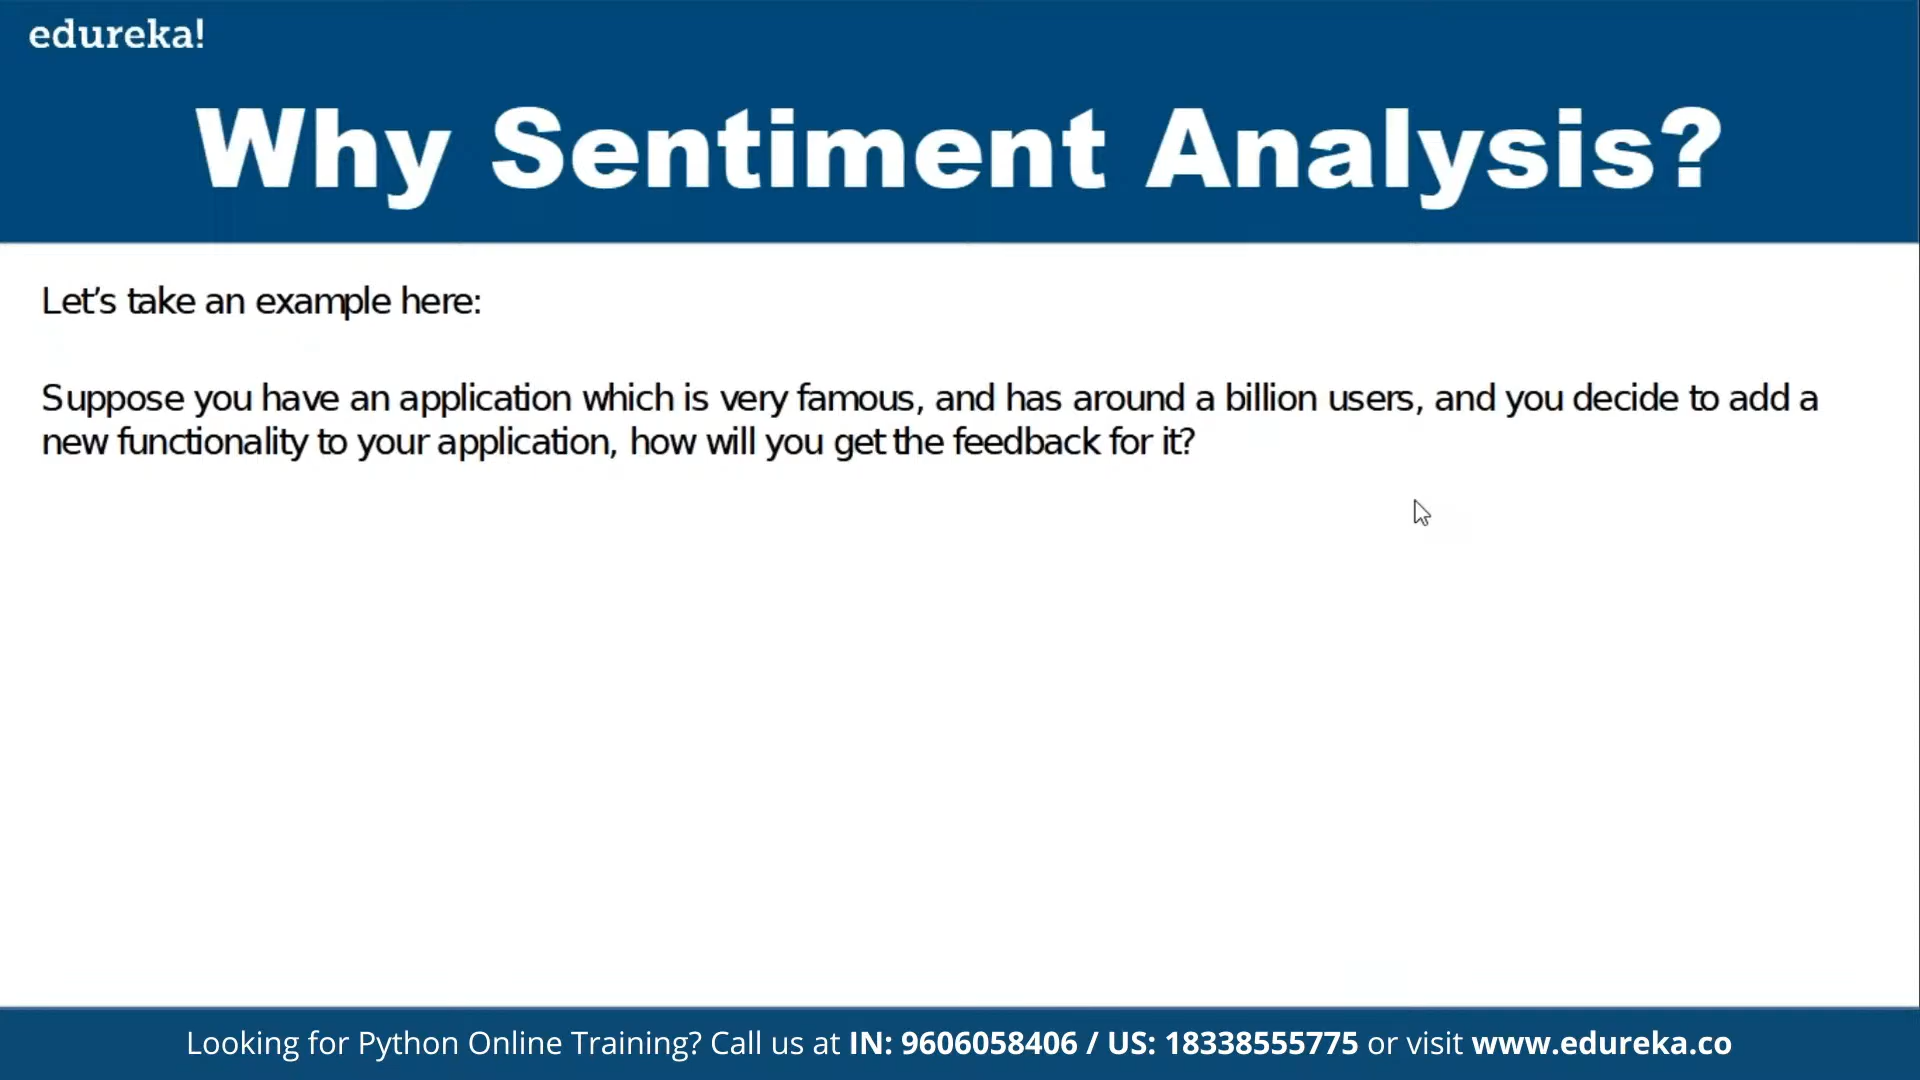 edureka!
Why Sentiment Analysis?
Let’s take an example here:
Suppose you have an application which is very famous, and has around a billion users, and you decide to add a
new functionality to your application, how will you get the feedback for it?
Looking for Python Online Training? Call us at IN: 9606058406 / US: 18338555775 or visit www.edureka.co